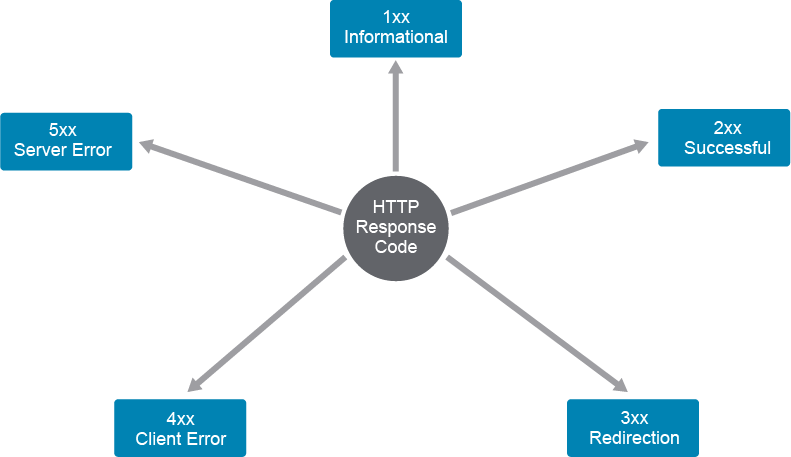 1xx
Informational
5xx
Server Error
2xx
Successful
HTTP
Response
Code
4xx
Client Error
3xx
Redirection